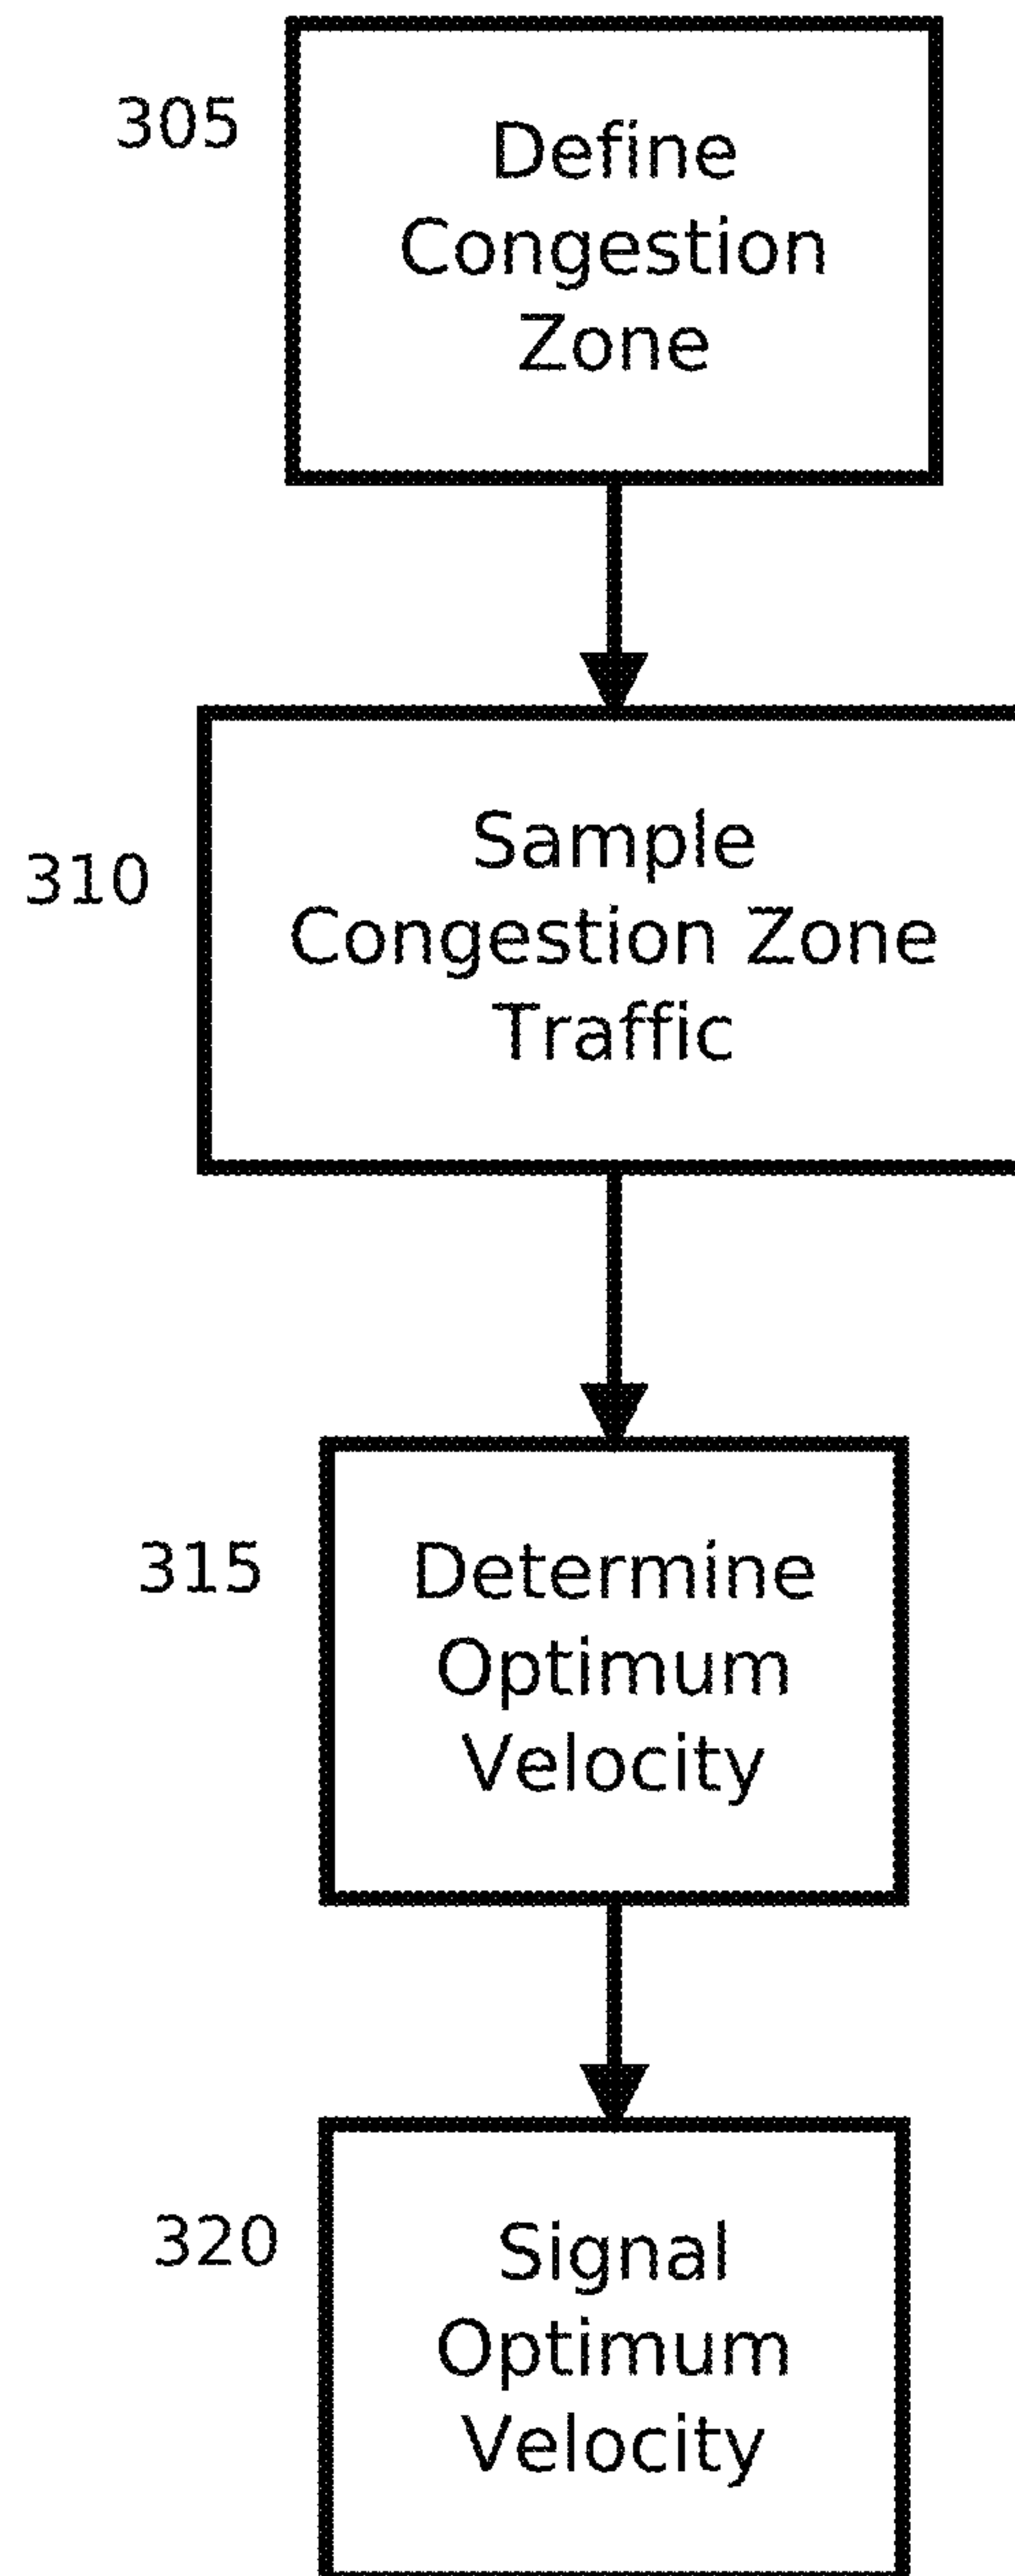 305
Define
Congestion
Zone
310
Sample
Congestion Zone
Traffic
315
Determine
Optimum
Velocity
320
Signal
Optimum
Velocity